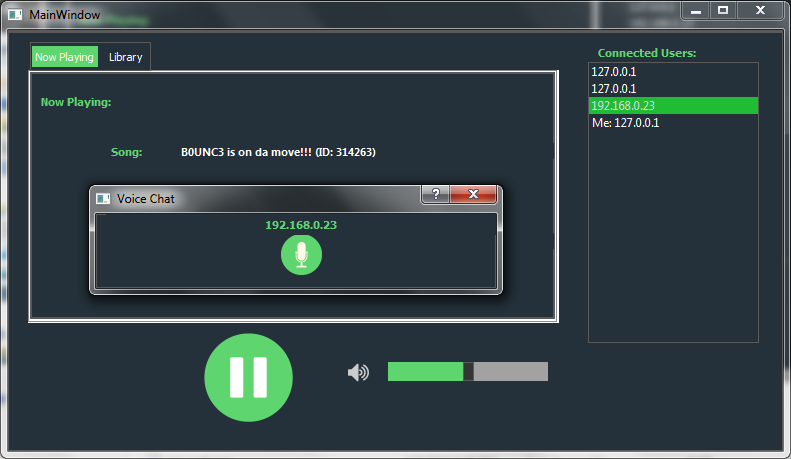 MainWindow
Now Playing Library
Connected Users:
127.0.0.1
127.0.0.1
192.168.0.23
Me: 127.0.0.1
Now Playing:
Song: B0UNC3 is on da move!!! (ID: 314263)
Voice Chat
?
192.168.0.23